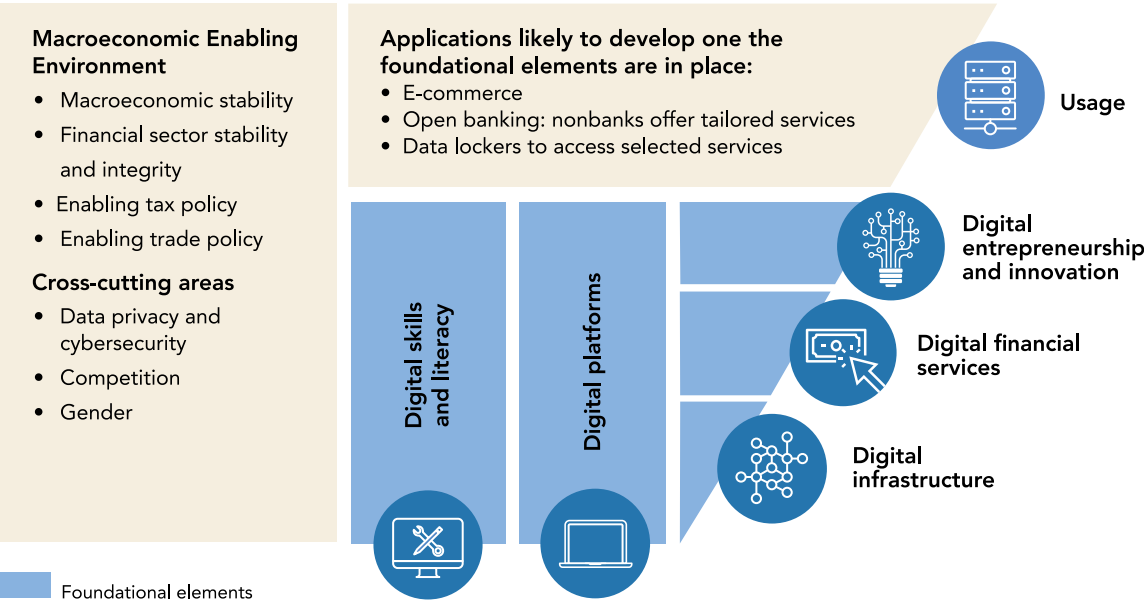 Macroeconomic Enabling
Environment
• Macroeconomic stability
• Financial sector stability
and integrity
• Enabling tax policy
• Enabling trade policy
Cross-cutting areas
• Data privacy and
cybersecurity
• Competition
• Gender
Applications likely to develop one the
foundational elements are in place:
• E-commerce
• Open banking: nonbanks offer tailored services
• Data lockers to access selected services
Usage
Digital skills
and literacy
Digital platforms
Digital
entrepreneurship
and innovation
Digital financial
services
Digital
infrastructure
Foundational elements